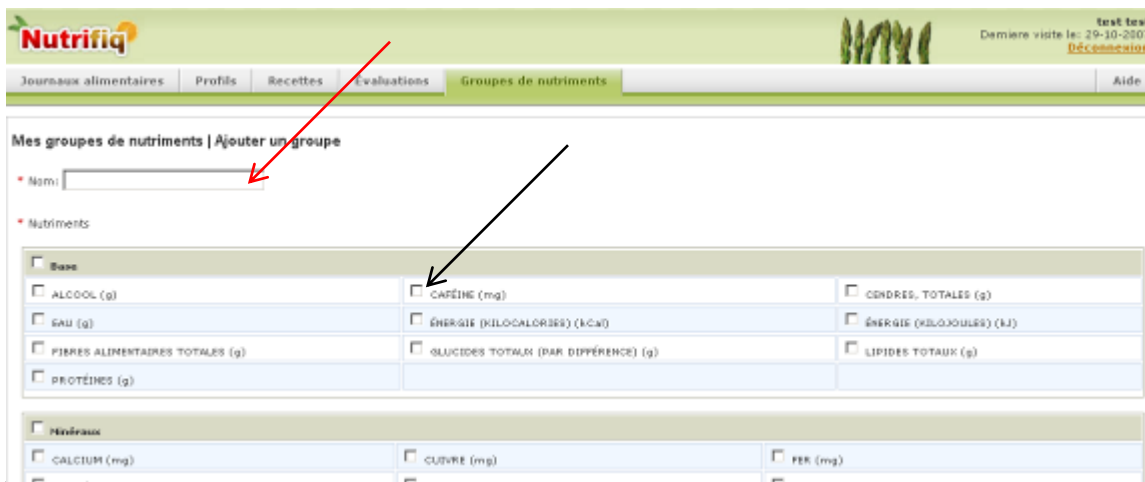 Nutrifiq
test tes
Derniere visite le: 29-10-200
Déconnexion
Journaux alimentaires Profils Recettes Évaluations Groupes de nutriments Aide
Mes groupes de nutriments | Ajouter un groupe
* Nom:
* Nutriments
Base
ALCOOL (g) CAFÉINE (mg) CENDRES, TOTALES (g)
EAU (g) ÉNERGIE (KILOCALORIES) (kCal) ÉNERGIE (KILOJOULES) (kJ)
FIBRES ALIMENTAIRES TOTALES (g) GLUCIDES TOTAUX (PAR DIFFÉRENCE) (g) LIPIDES TOTAUX (g)
PROTÉINES (g)
Minéraux
CALCIUM (mg) CUIVRE (mg) FER (mg)